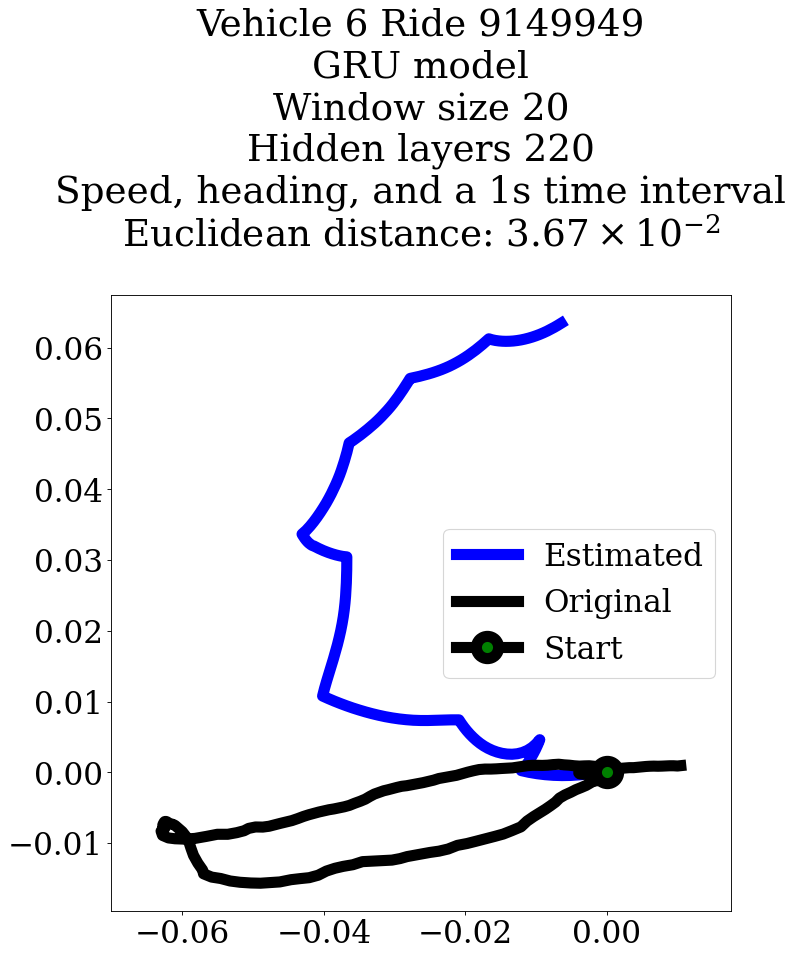 Vehicle 6 Ride 9149949
GRU model
Window size 20
Hidden layers 220
Speed, heading, and a 1s time interval
Euclidean distance: 3.67 × 10⁻²
0.06
0.05
0.04
0.03
0.02
0.01
0.00
−0.01
Estimated
Original
Start
−0.06 −0.04 −0.02 0.00